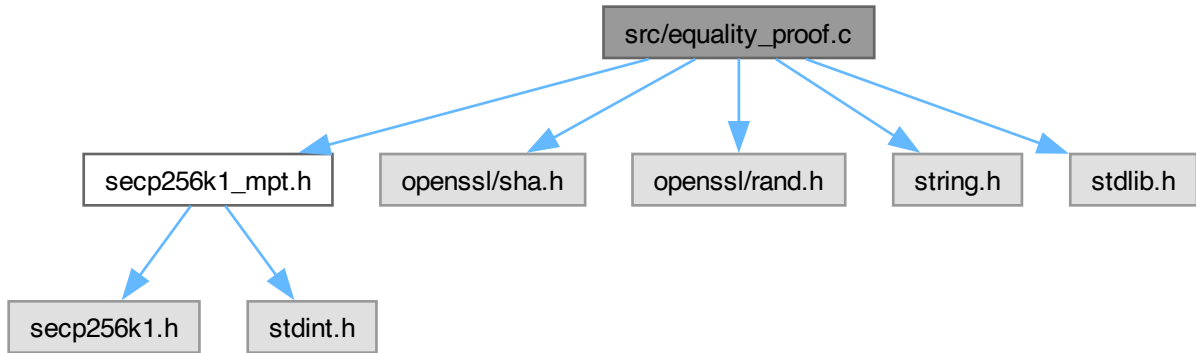 src/equality_proof.c
secp256k1_mpt.h
openssl/sha.h
openssl/rand.h
string.h
stdlib.h
secp256k1.h
stdint.h